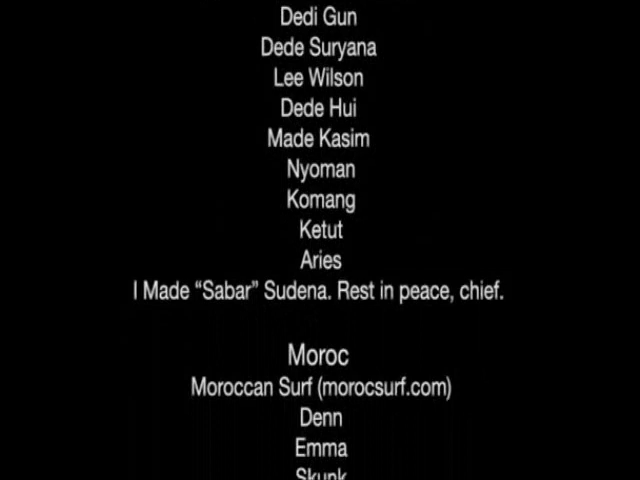 Dedi Gun
Dede Suryana
Lee Wilson
Dede Hui
Made Kasim
Nyoman
Komang
Ketut
Aries
I Made “Sabar” Sudena. Rest in peace, chief.
Moroc
Moroccan Surf (morocsurf.com)
Denn
Emma
Skunk